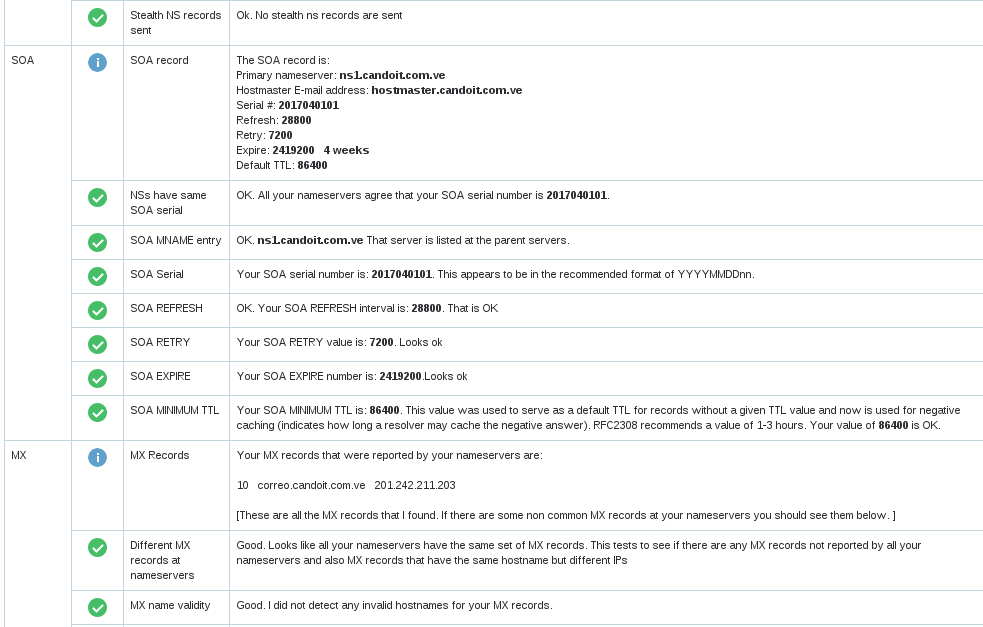 Stealth NS records sent
Ok. No stealth ns records are sent
SOA
SOA record
The SOA record is:
Primary nameserver: ns1.candoit.com.ve
Hostmaster E-mail address: hostmaster.candoit.com.ve
Serial #: 2017040101
Refresh: 28800
Retry: 7200
Expire: 2419200   4 weeks
Default TTL: 86400
NSs have same
SOA serial
OK. All your nameservers agree that your SOA serial number is 2017040101.
SOA MNAME entry
OK. ns1.candoit.com.ve That server is listed at the parent servers.
SOA Serial
Your SOA serial number is: 2017040101. This appears to be in the recommended format of YYYYMMDDnn.
SOA REFRESH
OK. Your SOA REFRESH interval is: 28800. That is OK
SOA RETRY
Your SOA RETRY value is: 7200. Looks ok
SOA EXPIRE
Your SOA EXPIRE number is: 2419200.Looks ok
SOA MINIMUM TTL
Your SOA MINIMUM TTL is: 86400. This value was used to serve as a default TTL for records without a given TTL value and now is used for negative
caching (indicates how long a resolver may cache the negative answer). RFC2308 recommends a value of 1-3 hours. Your value of 86400 is OK.
MX
MX Records
Your MX records that were reported by your nameservers are:
10   correo.candoit.com.ve   201.242.211.203
[These are all the MX records that I found. If there are some non common MX records at your nameservers you should see them below. ]
Different MX
records at
nameservers
Good. Looks like all your nameservers have the same set of MX records. This tests to see if there are any MX records not reported by all your
nameservers and also MX records that have the same hostname but different IPs
MX name validity
Good. I did not detect any invalid hostnames for your MX records.